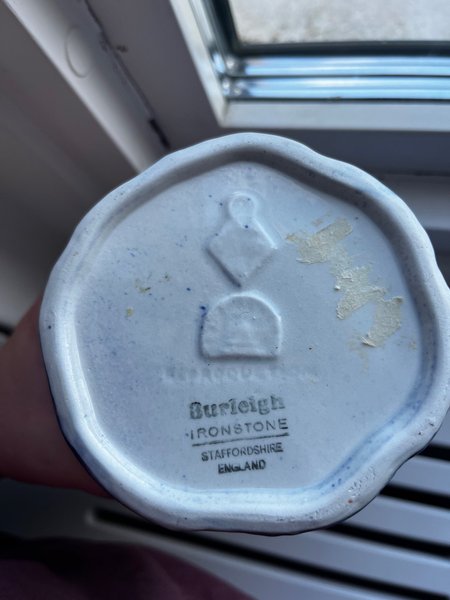 Burleigh
IRONSTONE
STAFFORDSHIRE
ENGLAND